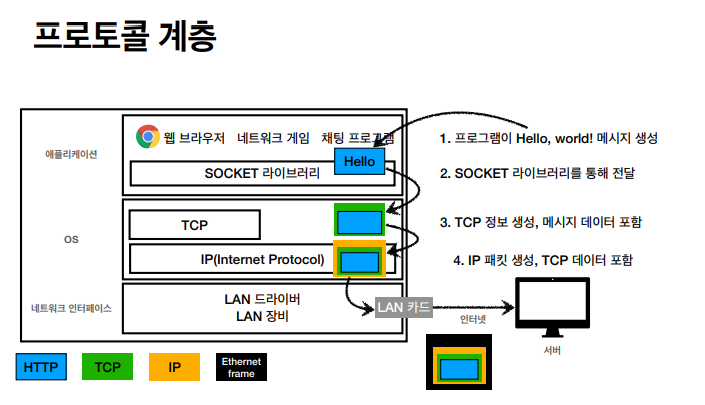 프로토콜 계층
애플리케이션
웹 브라우저 네트워크 게임 채팅 프로그램
Hello
SOCKET 라이브러리
OS
TCP
IP(Internet Protocol)
네트워크 인터페이스
LAN 드라이버
LAN 장비
LAN 카드
인터넷
서버
1. 프로그램이 Hello, world! 메시지 생성
2. SOCKET 라이브러리를 통해 전달
3. TCP 정보 생성, 메시지 데이터 포함
4. IP 패킷 생성, TCP 데이터 포함
HTTP
TCP
IP
Ethernet
frame